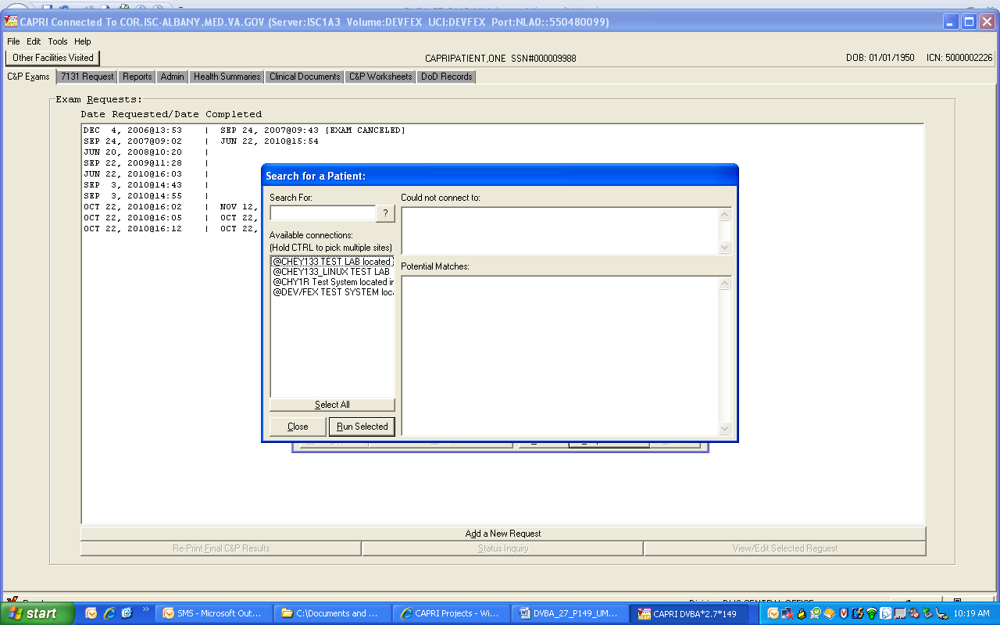 CAPRI Connected To COR.ISC-ALBANY.MED.VA.GOV (Server:ISC1A3 Volume:DEVFEX UCI:DEVFEX Port:NLA0::550480099)
File Edit Tools Help
Other Facilities Visited CAPRIPATIENT,ONE SSN#000009988 DOB: 01/01/1950 ICN: 5000002226
C&P Exams 7131 Request Reports Admin Health Summaries Clinical Documents C&P Worksheets DoD Records
Exam Requests:
Date Requested/Date Completed
DEC 4, 2006@13:53 | SEP 24, 2007@09:43 [EXAM CANCELED]
SEP 24, 2007@09:02 | JUN 22, 2010@15:54
JUN 20, 2008@10:20 |
SEP 22, 2009@11:28 |
JUN 22, 2010@16:03 |
SEP 3, 2010@14:43 |
SEP 3, 2010@14:55 |
OCT 22, 2010@16:02 | NOV 12,
OCT 22, 2010@16:05 | OCT 22,
OCT 22, 2010@16:12 | OCT 22,
Search for a Patient:
Search For:
?
Available connections:
(Hold CTRL to pick multiple sites)
@CHEY133 TEST LAB located
@CHEY133_LINUX TEST LAB
@CHY1R Test System located in
@DEV/FEX TEST SYSTEM loc
Select All
Close Run Selected
Could not connect to:
Potential Matches:
Add a New Request
Re-Print Final C&P Results Status Inquiry View/Edit Selected Request
start SMS - Microsoft Out... C:\Documents and ... CAPRI Projects - Wi... DVBA_27_P149_UM... CAPRI DVBA*2.7*149 10:19 AM